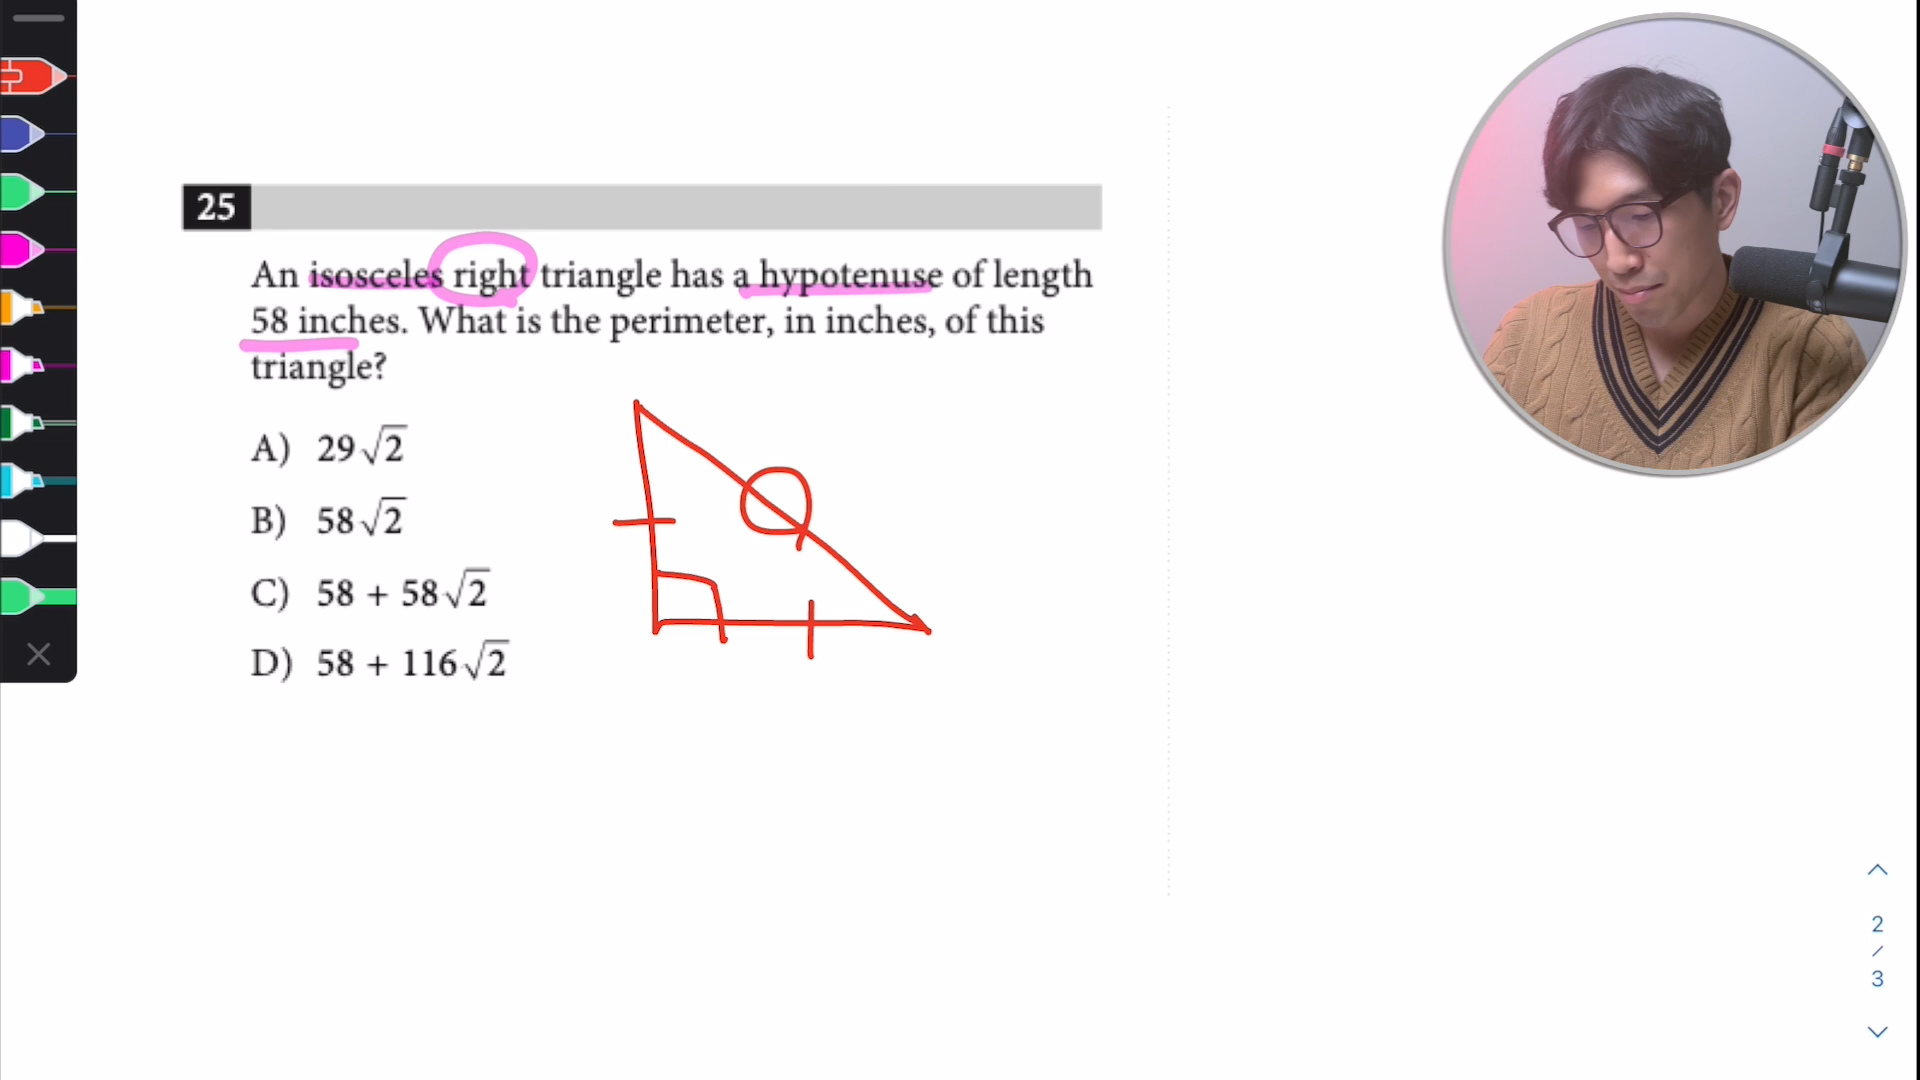 25
An isosceles right triangle has a hypotenuse of length
58 inches. What is the perimeter, in inches, of this
triangle?
A) 29√2
B) 58√2
C) 58 + 58√2
D) 58 + 116√2
2
/
3